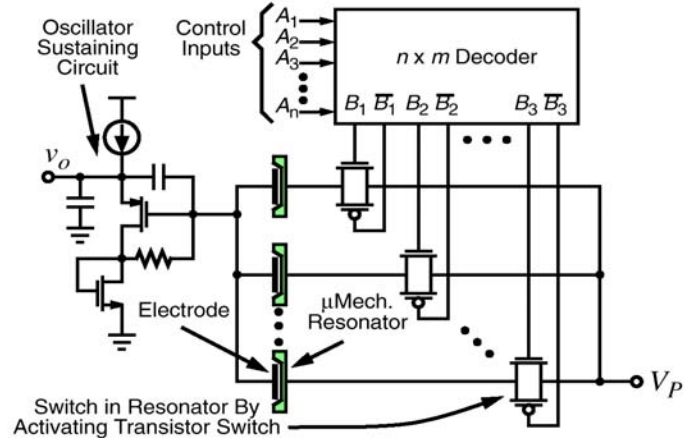 Oscillator
Sustaining
Circuit
Control
Inputs
A₁
A₂
A₃
Aₙ
n x m Decoder
B₁ B̅₁ B₂ B̅₂ B₃ B̅₃
vₒ
Electrode
μMech.
Resonator
Switch in Resonator By
Activating Transistor Switch
V_P